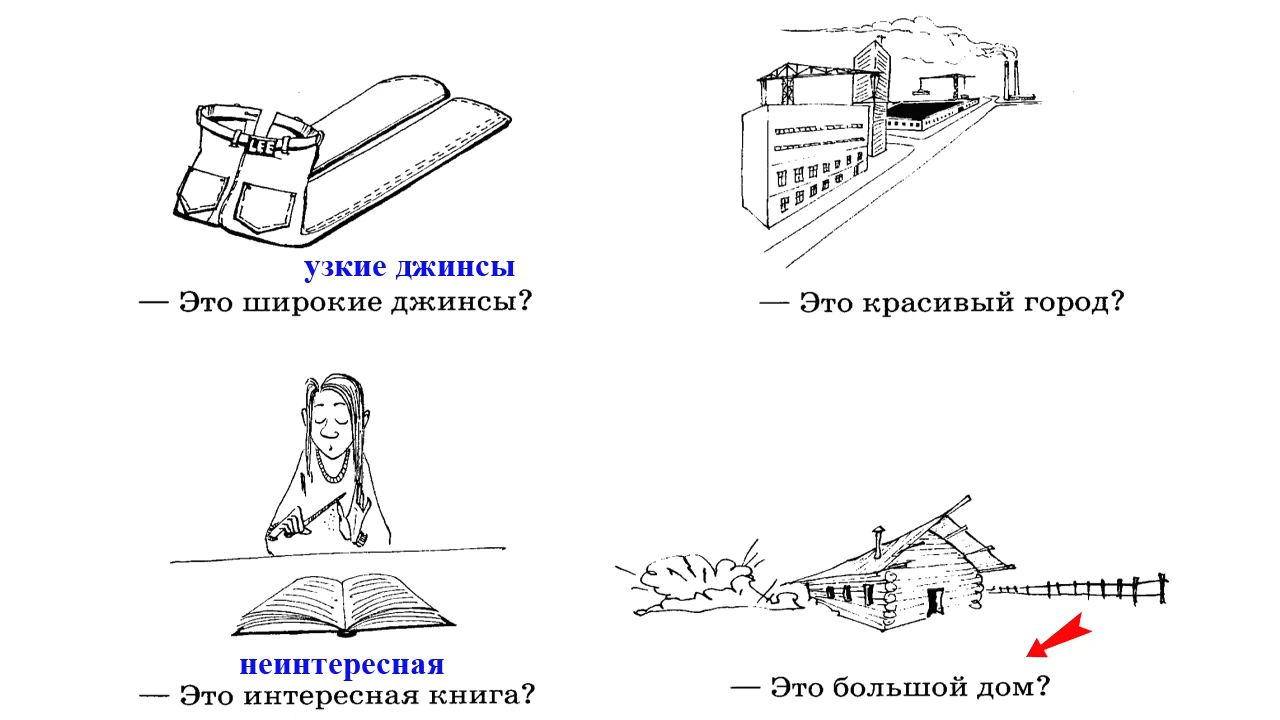 LEE
узкие джинсы
— Это широкие джинсы?
— Это красивый город?
неинтересная
— Это интересная книга?
— Это большой дом?